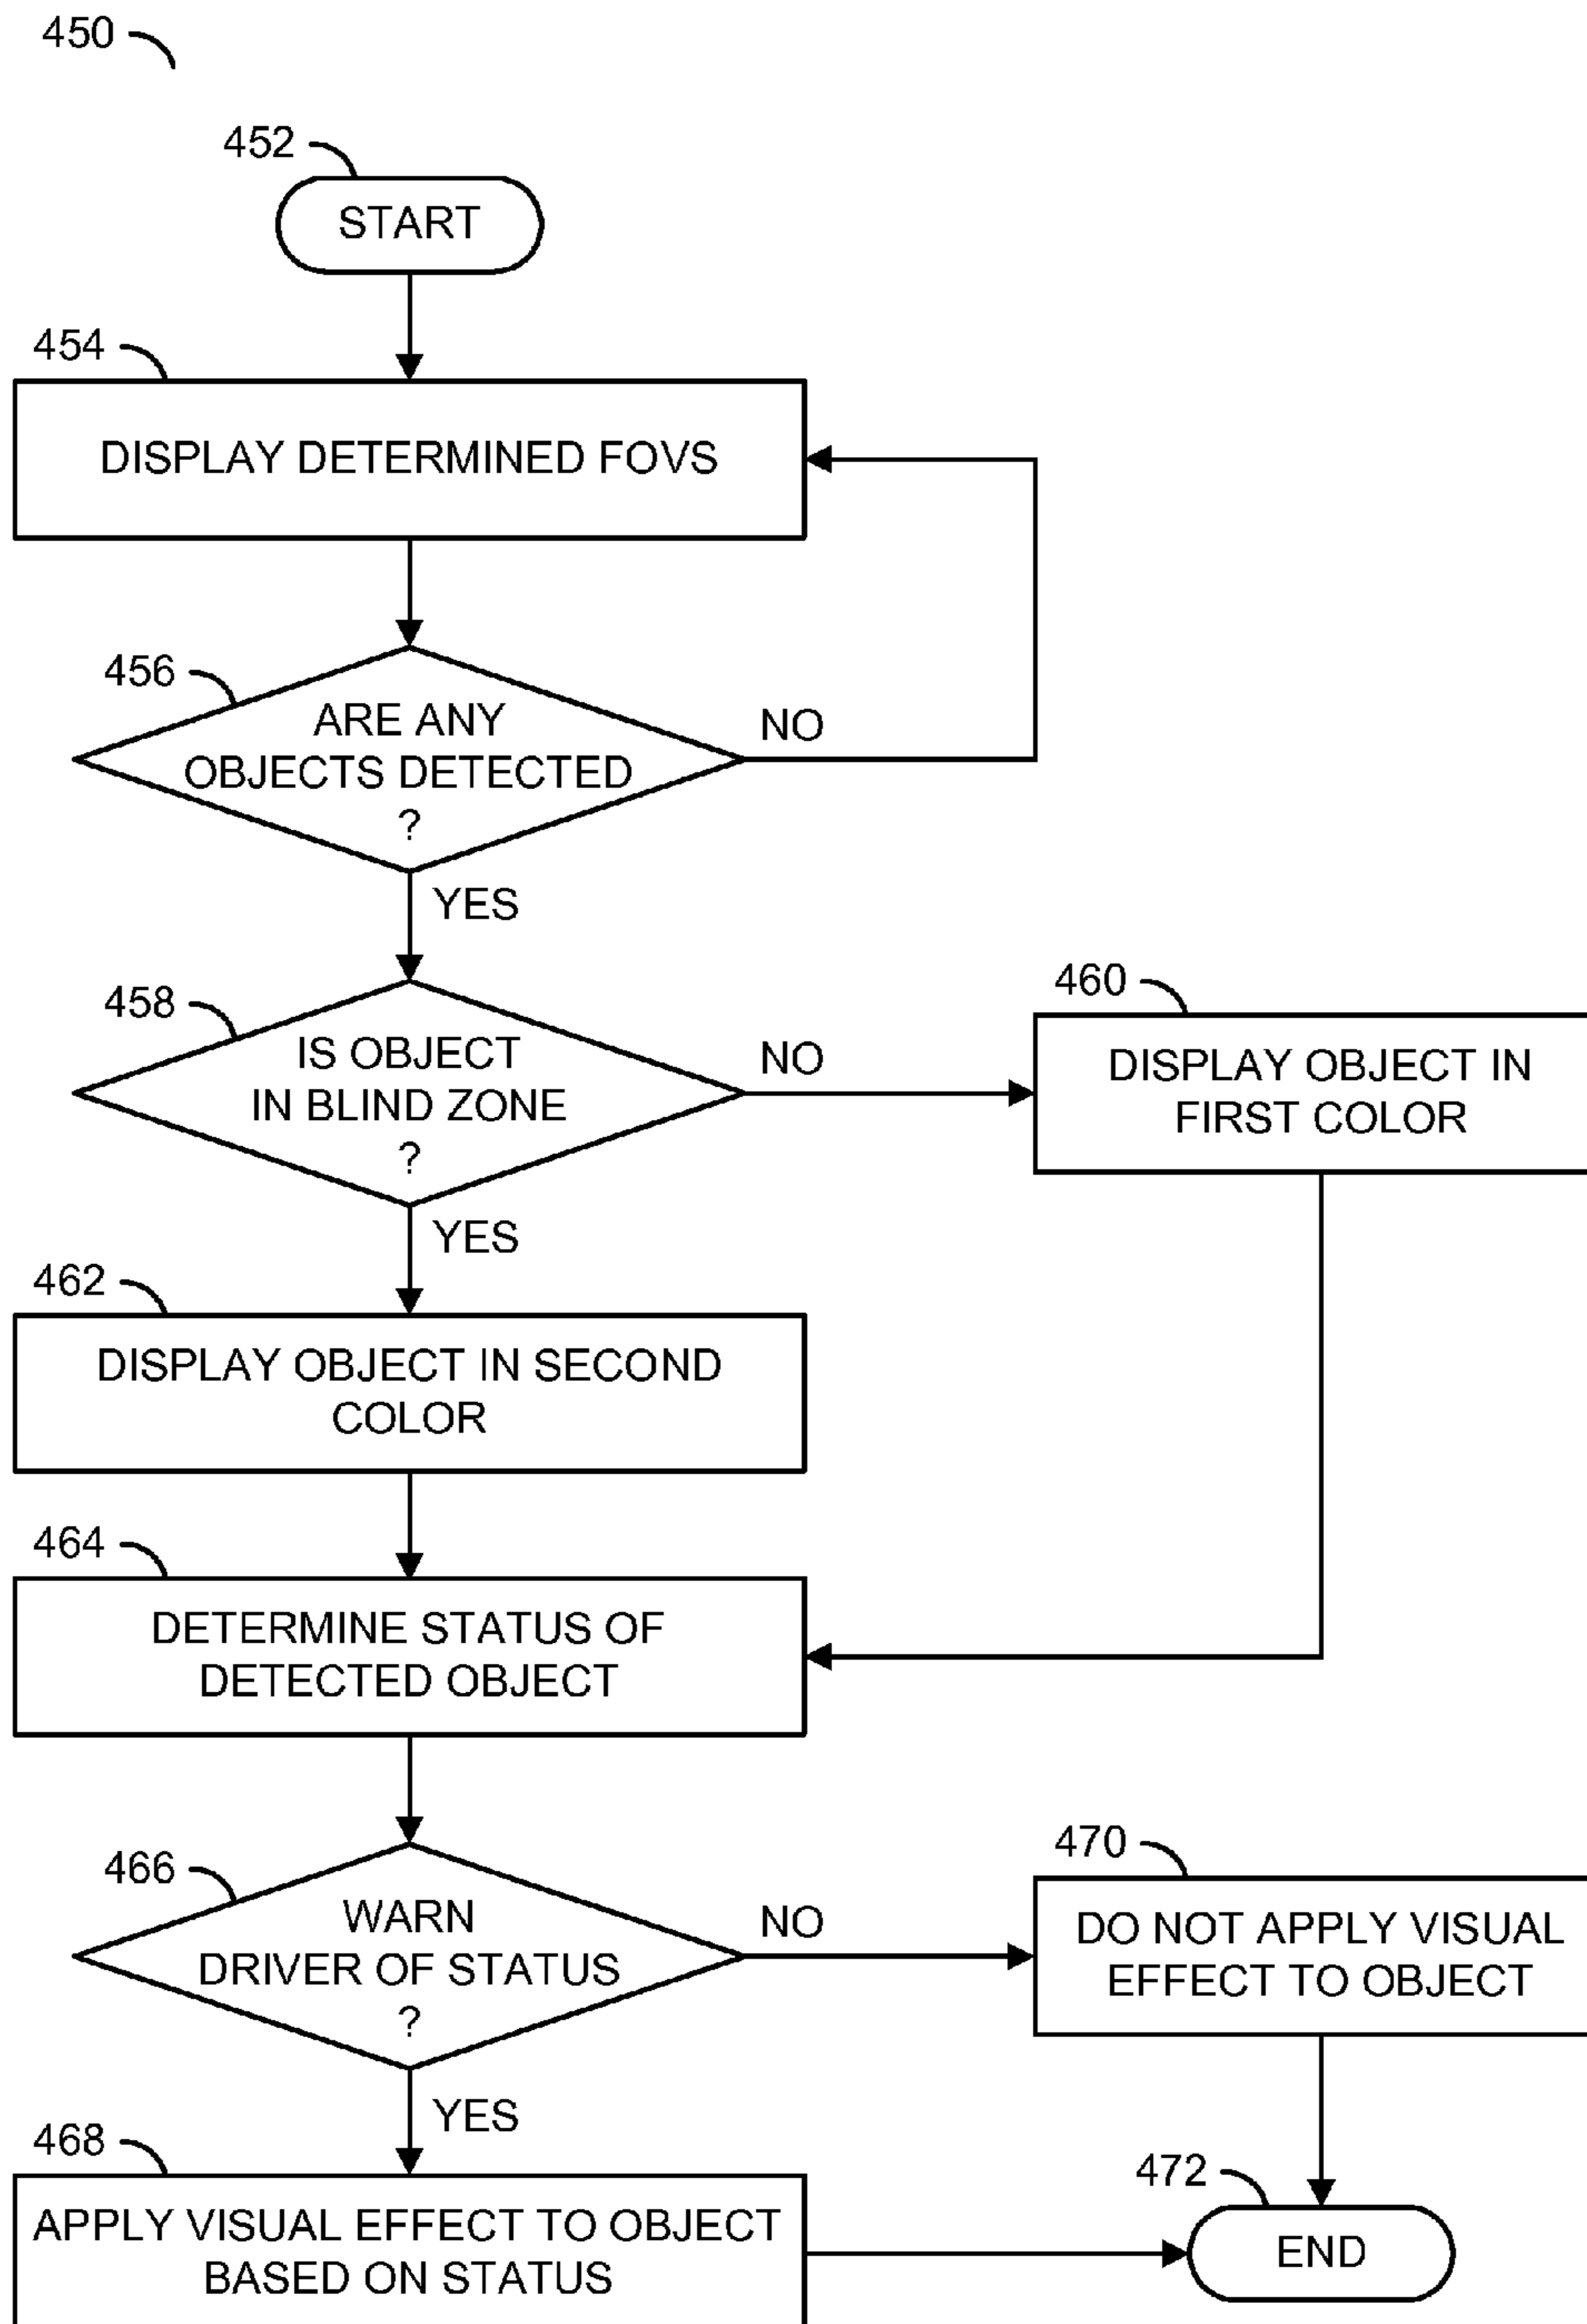 450
452
START
454
DISPLAY DETERMINED FOVS
456
ARE ANY
OBJECTS DETECTED
?
NO
YES
458
IS OBJECT
IN BLIND ZONE
?
NO
460
DISPLAY OBJECT IN
FIRST COLOR
YES
462
DISPLAY OBJECT IN SECOND
COLOR
464
DETERMINE STATUS OF
DETECTED OBJECT
466
WARN
DRIVER OF STATUS
?
NO
470
DO NOT APPLY VISUAL
EFFECT TO OBJECT
YES
468
APPLY VISUAL EFFECT TO OBJECT
BASED ON STATUS
472
END